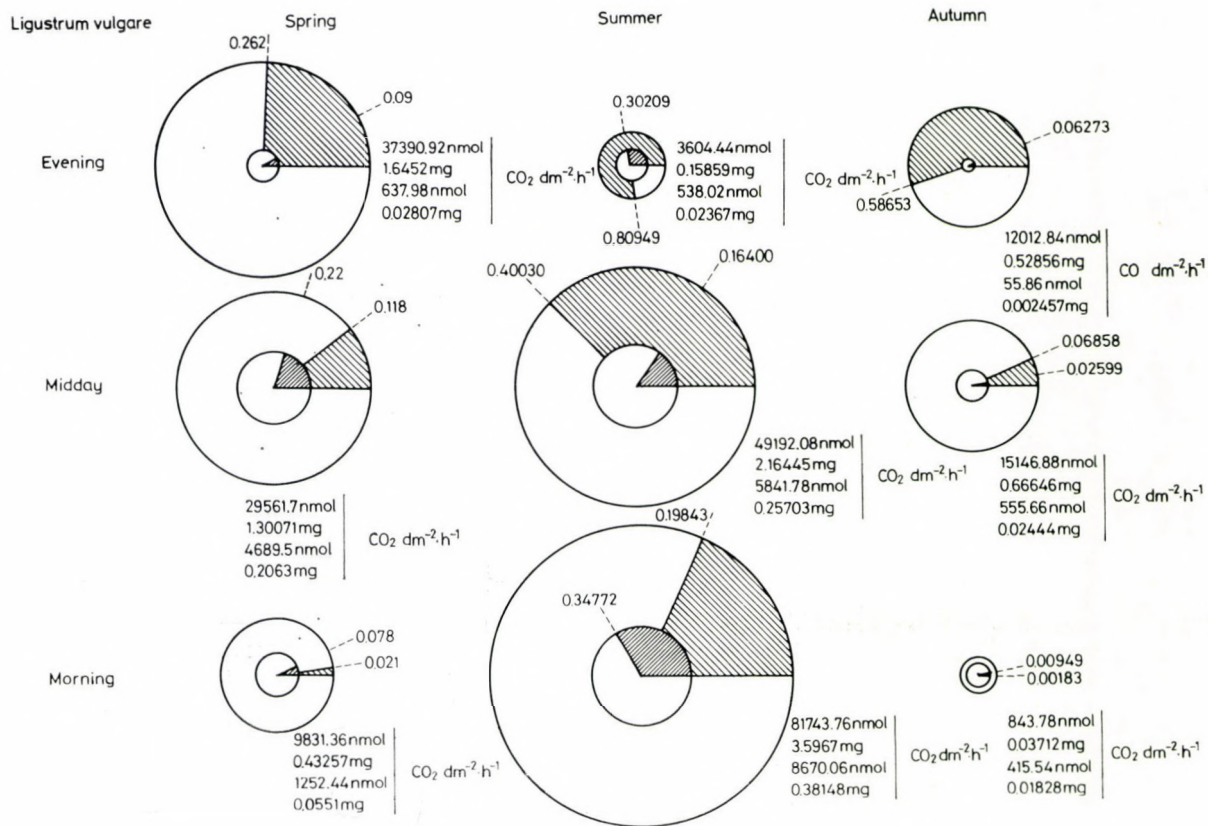 Ligustrum vulgare
Spring
Summer
Autumn
Evening
0.262
0.09
37390.92 nmol
1.6452 mg
637.98 nmol
0.02807 mg
CO₂ dm⁻²·h⁻¹
0.30209
0.80949
3604.44 nmol
0.15859 mg
538.02 nmol
0.02367 mg
CO₂ dm⁻²·h⁻¹
0.06273
0.58653
12012.84 nmol
0.52856 mg
55.86 nmol
0.002457 mg
CO dm⁻²·h⁻¹
Midday
0.22
0.118
29561.7 nmol
1.30071 mg
4689.5 nmol
0.2063 mg
CO₂ dm⁻²·h⁻¹
0.40030
0.16400
49192.08 nmol
2.16445 mg
5841.78 nmol
0.25703 mg
CO₂ dm⁻²·h⁻¹
0.06858
0.02599
15146.88 nmol
0.66646 mg
555.66 nmol
0.02444 mg
CO₂ dm⁻²·h⁻¹
Morning
0.078
0.021
9831.36 nmol
0.43257 mg
1252.44 nmol
0.0551 mg
CO₂ dm⁻²·h⁻¹
0.19843
0.34772
81743.76 nmol
3.5967 mg
8670.06 nmol
0.38148 mg
CO₂ dm⁻²·h⁻¹
0.00949
0.00183
843.78 nmol
0.03712 mg
415.54 nmol
0.01828 mg
CO₂ dm⁻²·h⁻¹